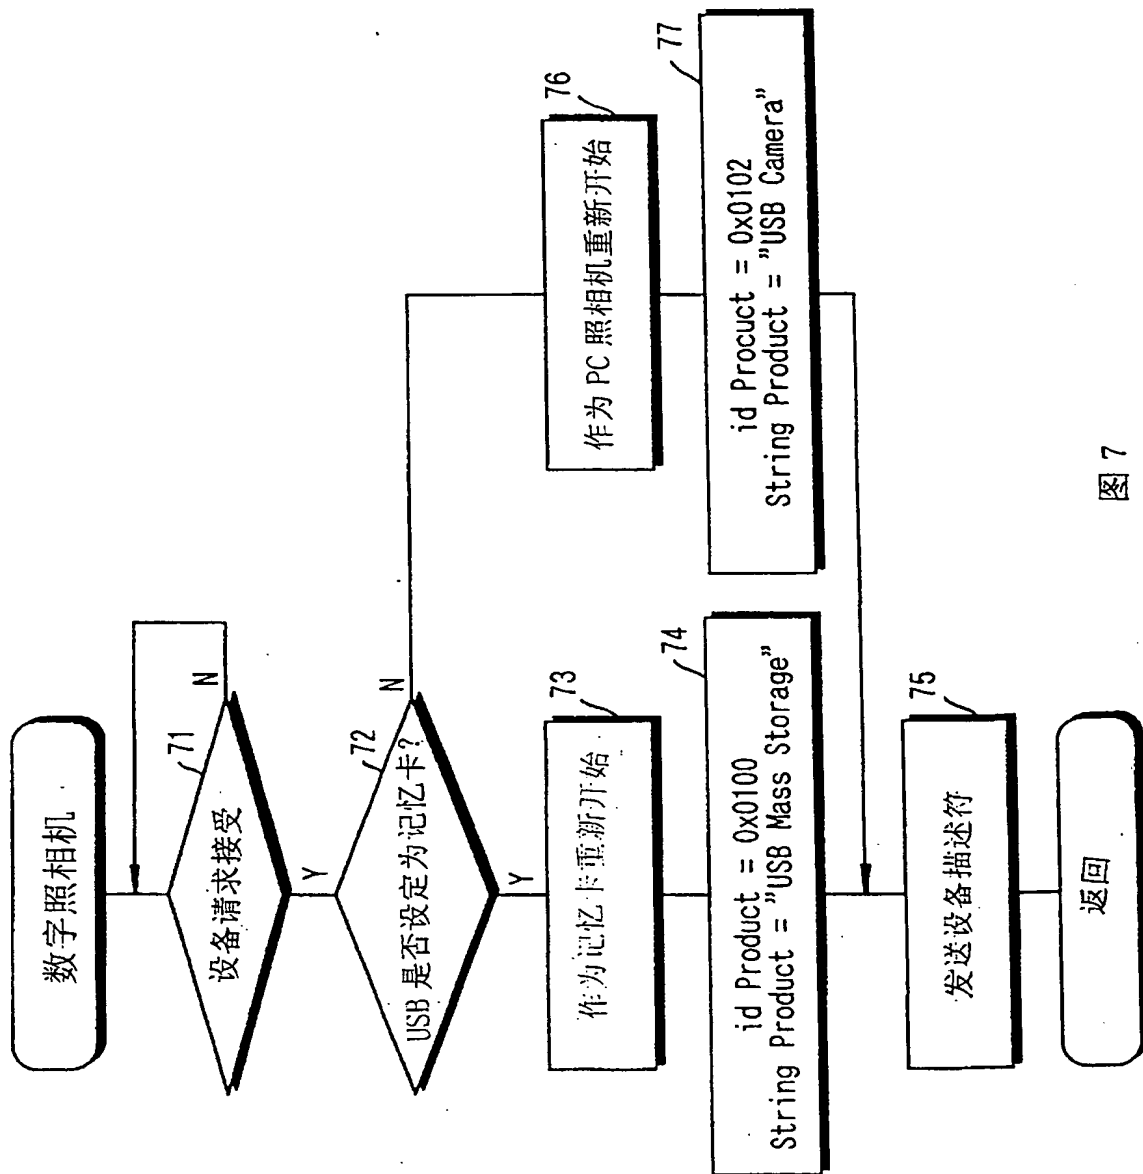 数字照相机
设备请求接受
71
N
Y
USB 是否设定为记忆卡?
72
N
Y
作为记忆卡重新开始
73
id Product = 0x0100
String Product = "USB Mass Storage"
74
作为 PC 照相机重新开始
76
id Procuct = 0x0102
String Product = "USB Camera"
77
发送设备描述符
75
返回
图 7